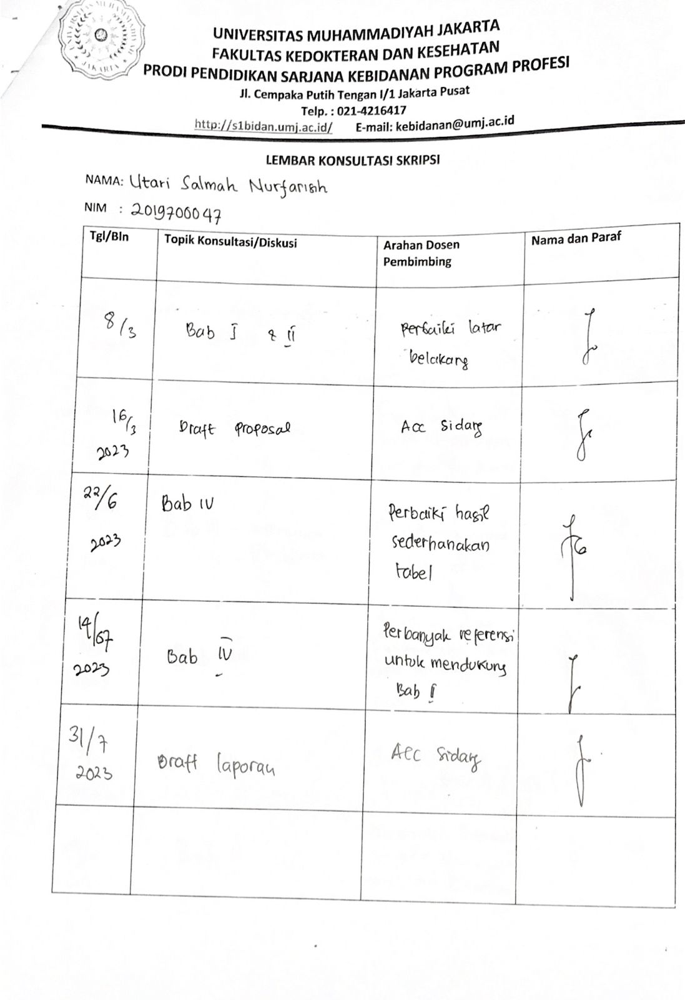 UNIVERSITAS MUHAMMADIYAH JAKARTA
FAKULTAS KEDOKTERAN DAN KESEHATAN
PRODI PENDIDIKAN SARJANA KEBIDANAN PROGRAM PROFESI
Jl. Cempaka Putih Tengan I/1 Jakarta Pusat
Telp. : 021-4216417
http://s1bidan.umj.ac.id/ E-mail: kebidanan@umj.ac.id
LEMBAR KONSULTASI SKRIPSI
NAMA: Utari Salmah
NIM : 2019700047
Tgl/Bln
Topik Konsultasi/Diskusi
Arahan Dosen
Pembimbing
Nama dan Paraf
8/3
Bab I & II
Perbaiki latar
belakang
16/3
2023
Draft proposal
Acc Sidang
22/6
2023
Bab IV
Perbaiki hasil
sederhanakan
tabel
14/07
2023
Bab IV
Perbanyak referensi
untuk mendukung
Bab
31/7
2023
Draft laporan
Acc Sidang